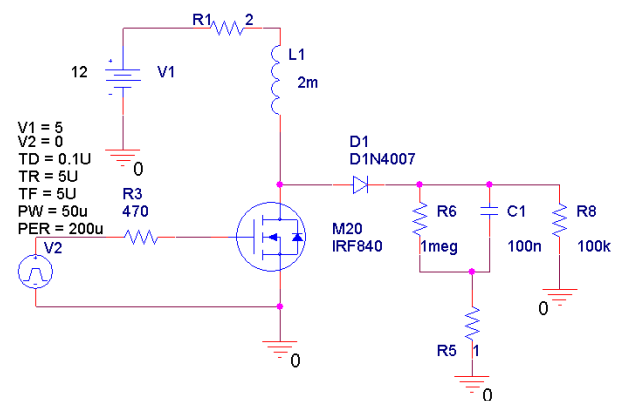 R1 2
L1
12 V1
2m
V1 = 5
V2 = 0
TD = 0.1U
TR = 5U
TF = 5U
PW = 50u
PER = 200u
V2
0
R3
470
D1
D1N4007
M20
IRF840
R6
1meg
C1
100n
R8
100k
0
0
R5 1
0